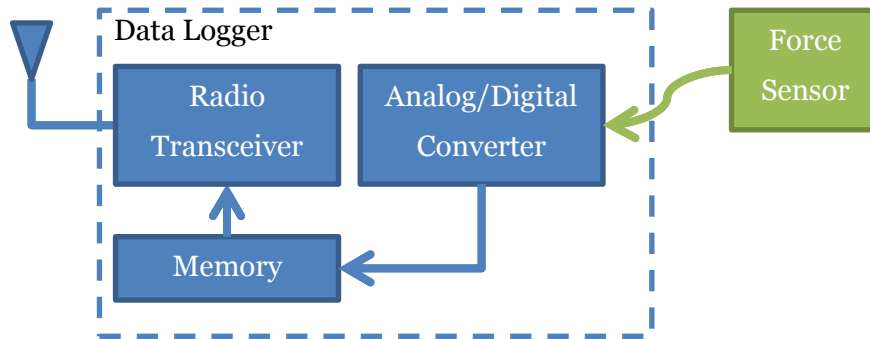 Data Logger
Radio
Transceiver
Analog/Digital
Converter
Memory
Force
Sensor